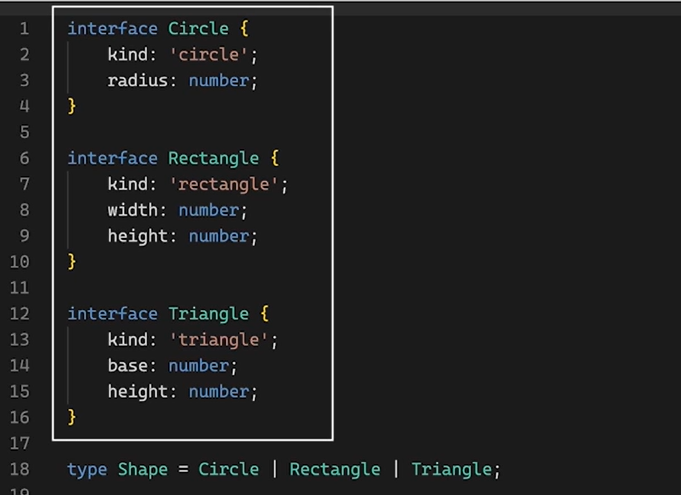 1 interface Circle {
2 kind: 'circle';
3 radius: number;
4 }
5
6 interface Rectangle {
7 kind: 'rectangle';
8 width: number;
9 height: number;
10 }
11
12 interface Triangle {
13 kind: 'triangle';
14 base: number;
15 height: number;
16 }
17
18 type Shape = Circle | Rectangle | Triangle;
19